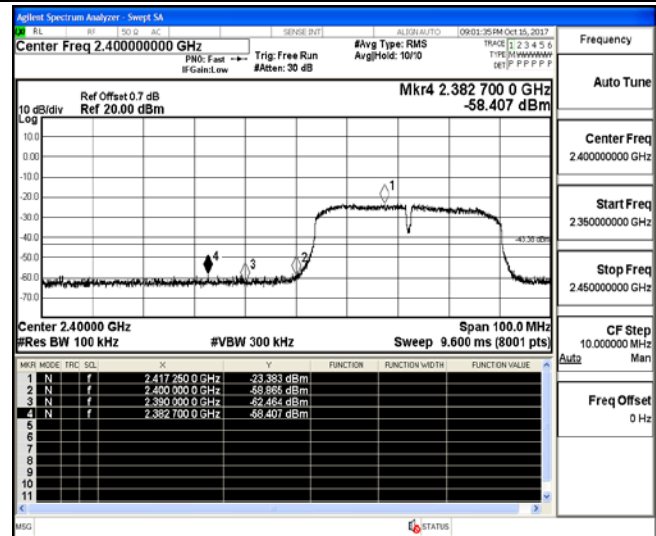 Agilent Spectrum Analyzer - Swept SA
RL RF 50 Ω AC SENSE:INT ALIGN AUTO 09:01:35 PM Oct 16, 2017
Center Freq 2.400000000 GHz #Avg Type: RMS TRACE 1 2 3 4 5 6
PNO: Fast Trig: Free Run Avg|Hold: 10/10 TYPE M
IFGain:Low #Atten: 30 dB DET P P P P P P
Mkr4 2.382 700 0 GHz
-58.407 dBm
Ref Offset 0.7 dB
10 dB/div Ref 20.00 dBm
Log
10.0
0.00
-10.0
-20.0
-30.0
-40.0
-50.0
-60.0
-70.0
1
2
3
4
-43.38 dBm
Center 2.40000 GHz Span 100.0 MHz
#Res BW 100 kHz #VBW 300 kHz Sweep 9.600 ms (8001 pts)
MKR MODE TRC SCL X Y FUNCTION FUNCTION WIDTH FUNCTION VALUE
1 N f 2.417 250 0 GHz -23.383 dBm
2 N f 2.400 000 0 GHz -58.865 dBm
3 N f 2.390 000 0 GHz -62.464 dBm
4 N f 2.382 700 0 GHz -58.407 dBm
5
6
7
8
9
10
11
MSG STATUS
Frequency
Auto Tune
Center Freq
2.400000000 GHz
Start Freq
2.350000000 GHz
Stop Freq
2.450000000 GHz
CF Step
10.000000 MHz
Auto Man
Freq Offset
0 Hz